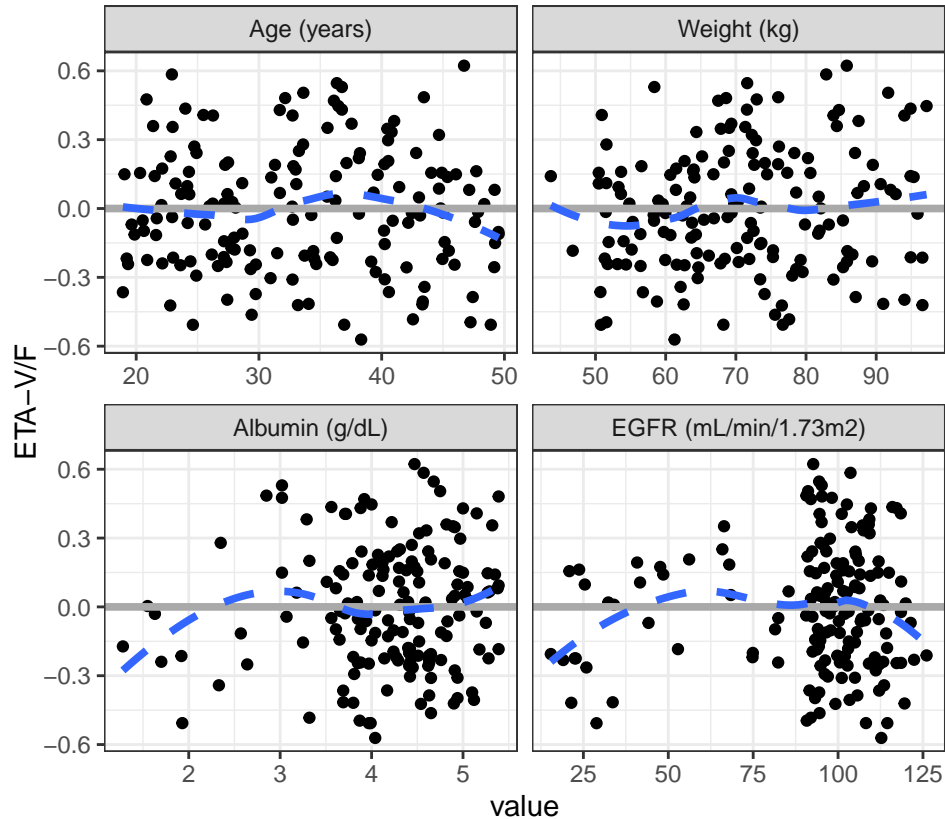 Age (years)
Weight (kg)
0.6
0.3
0.0
−0.3
−0.6
20 30 40 50
50 60 70 80 90
ETA−V/F
Albumin (g/dL)
EGFR (mL/min/1.73m2)
0.6
0.3
0.0
−0.3
−0.6
2 3 4 5
25 50 75 100 125
value